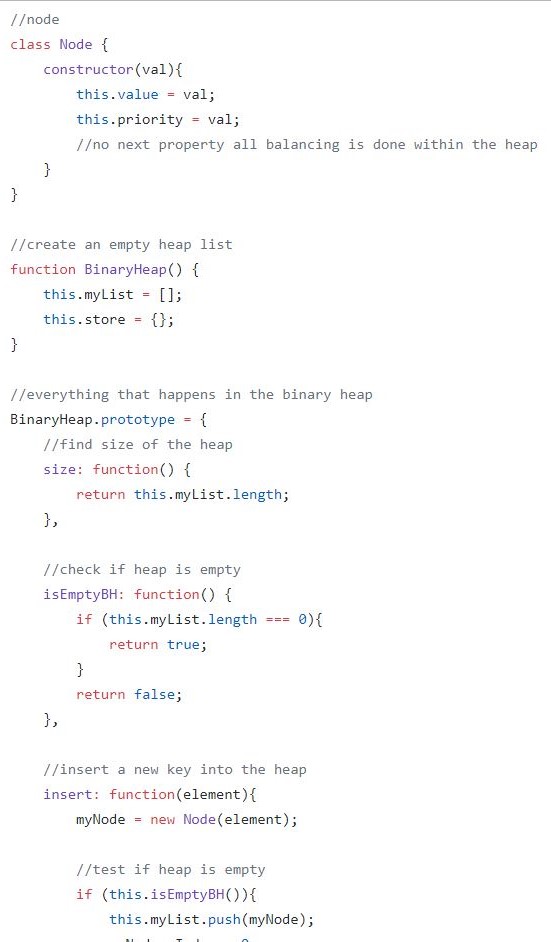 //node
class Node {
    constructor(val){
        this.value = val;
        this.priority = val;
        //no next property all balancing is done within the heap
    }
}

//create an empty heap list
function BinaryHeap() {
    this.myList = [];
    this.store = {};
}

//everything that happens in the binary heap
BinaryHeap.prototype = {
    //find size of the heap
    size: function() {
        return this.myList.length;
    },

    //check if heap is empty
    isEmptyBH: function() {
        if (this.myList.length === 0){
            return true;
        }
        return false;
    },

    //insert a new key into the heap
    insert: function(element){
        myNode = new Node(element);

        //test if heap is empty
        if (this.isEmptyBH()){
            this.myList.push(myNode);